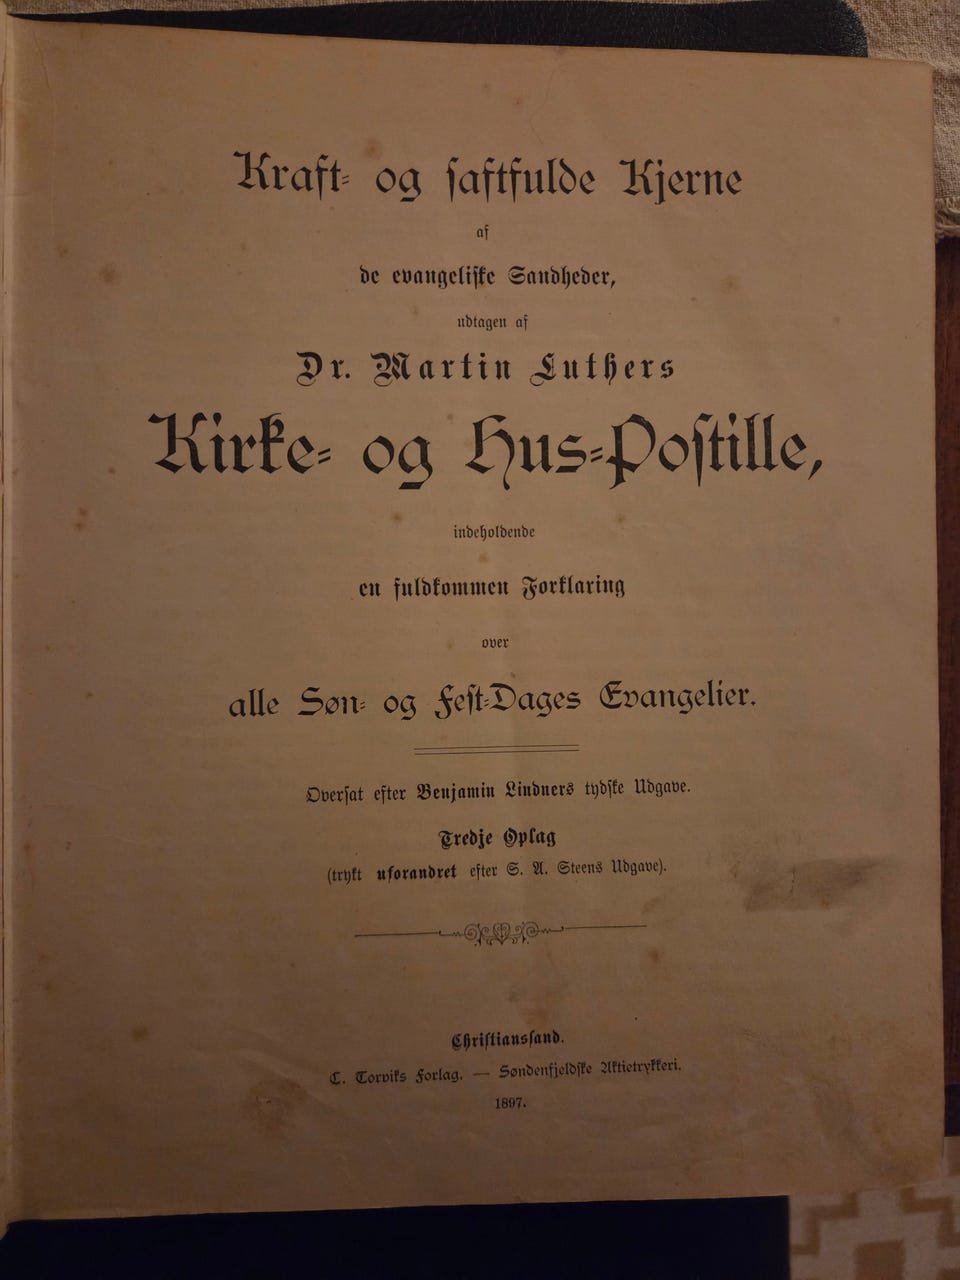 Kraft- og saftfulde Kjerne
af
de evangeliske Sandheder,
udtagen af
Dr. Martin Luthers
Kirke- og Hus-Postille,
indeholdende
en fuldkommen Forklaring
over
alle Søn- og Fest-Dages Evangelier.
Oversat efter Benjamin Lindners tydske Udgave.
Tredje Oplag
(trykt uforandret efter S. A. Steens Udgave).
Christianssand.
C. Torviks Forlag. — Søndenfjeldske Aktietrykkeri.
1897.